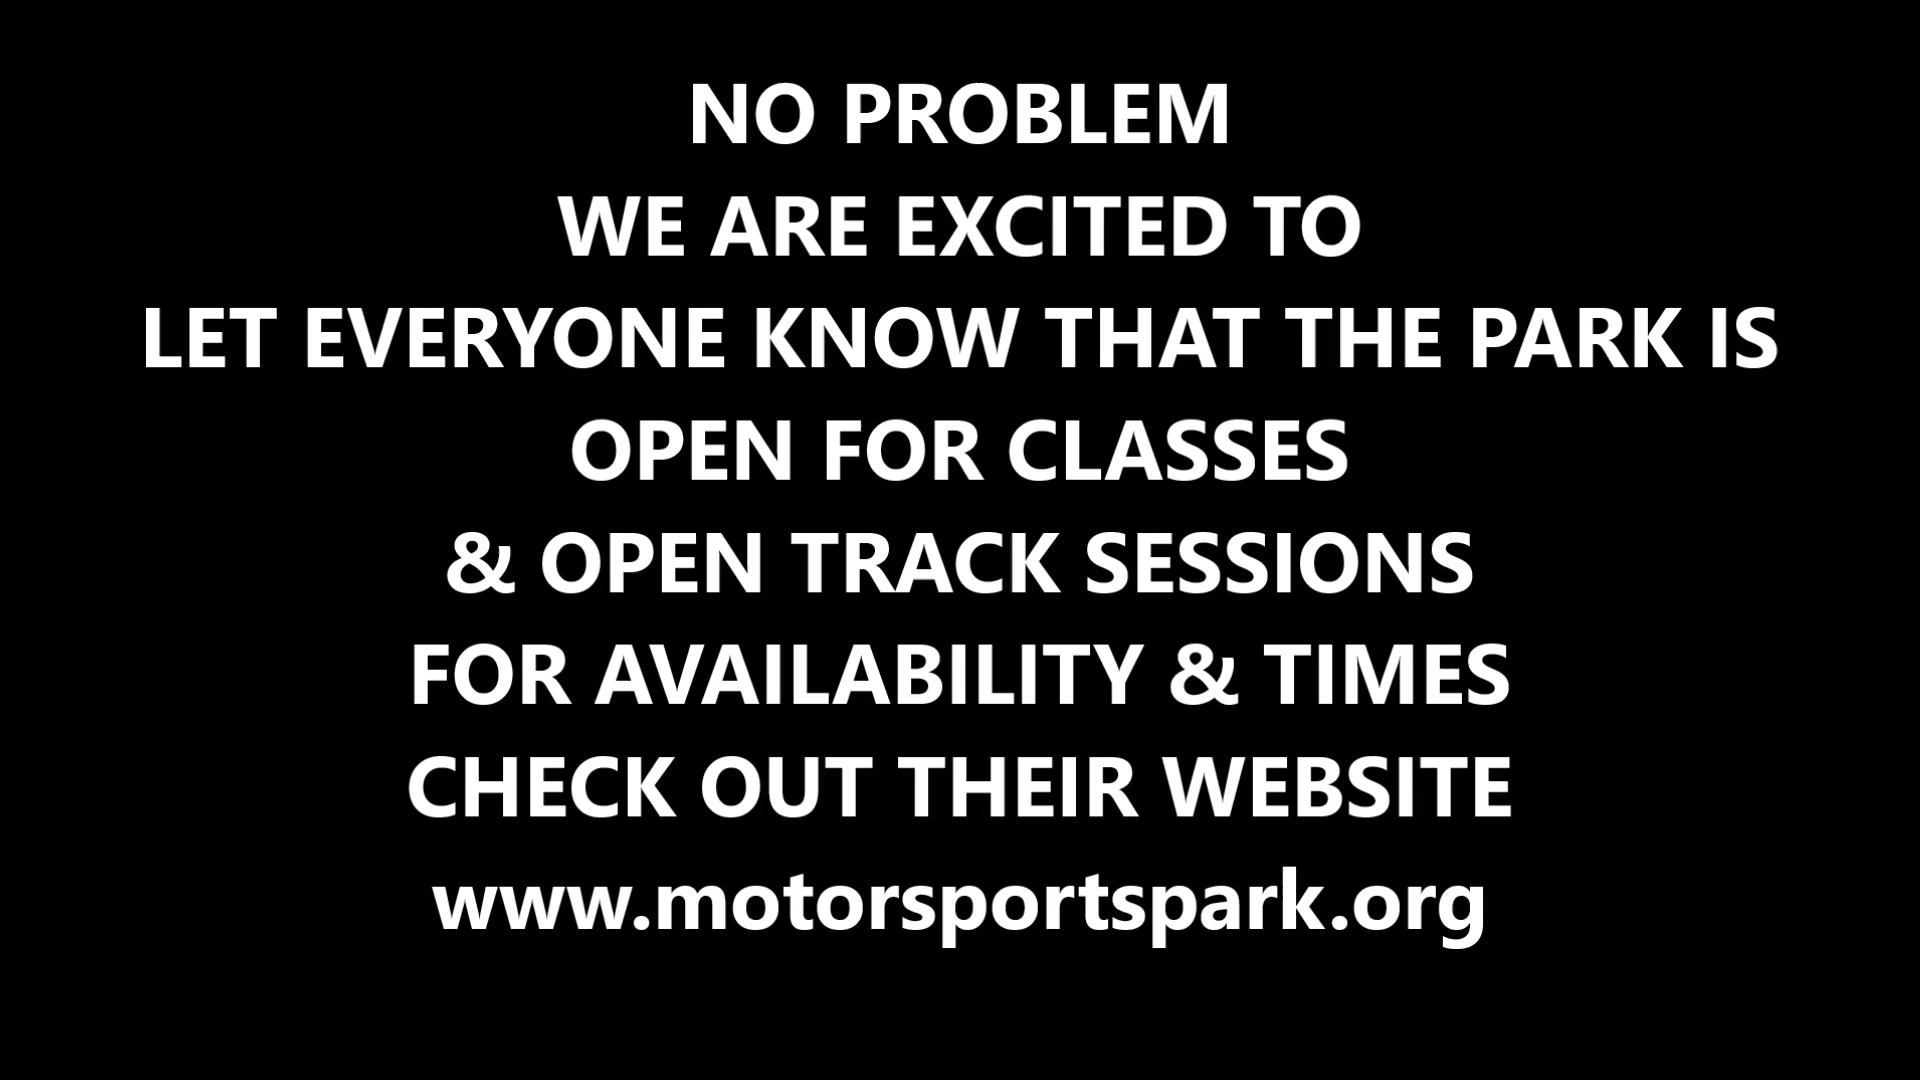 NO PROBLEM
WE ARE EXCITED TO
LET EVERYONE KNOW THAT THE PARK IS
OPEN FOR CLASSES
& OPEN TRACK SESSIONS
FOR AVAILABILITY & TIMES
CHECK OUT THEIR WEBSITE
www.motorsportspark.org